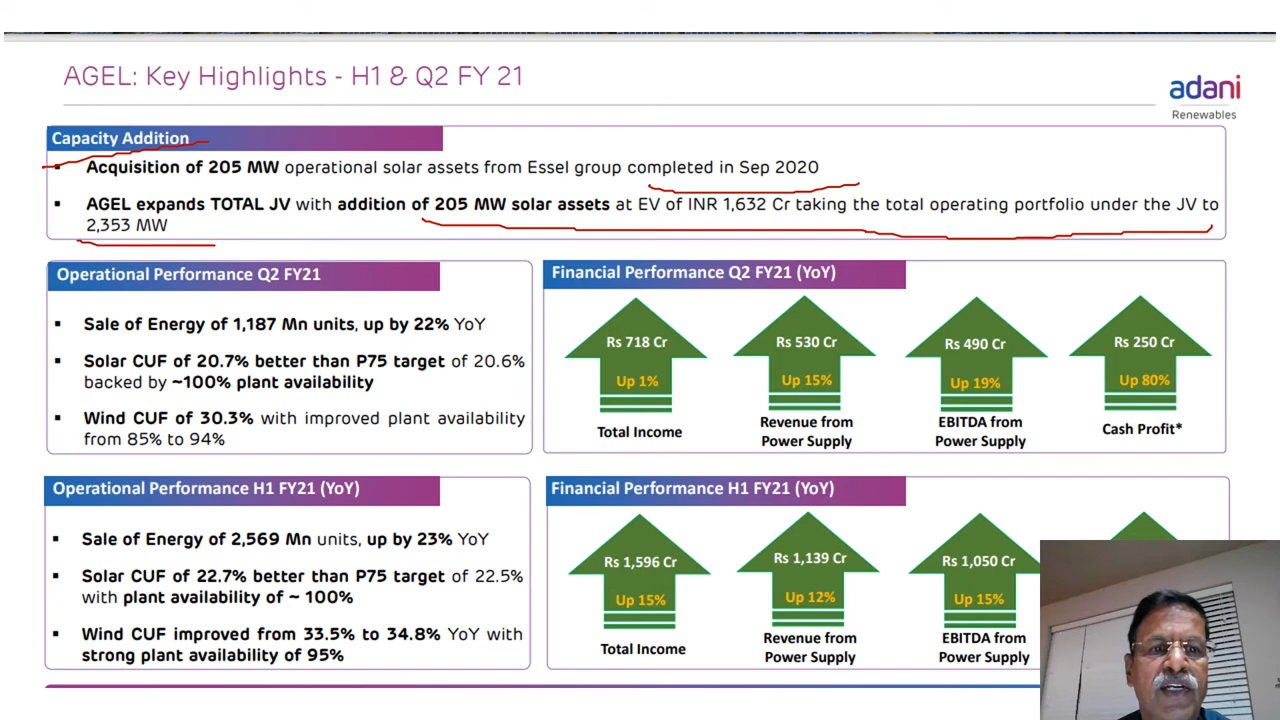 AGEL: Key Highlights - H1 & Q2 FY 21
adani
Renewables
Capacity Addition
▪ Acquisition of 205 MW operational solar assets from Essel group completed in Sep 2020
▪ AGEL expands TOTAL JV with addition of 205 MW solar assets at EV of INR 1,632 Cr taking the total operating portfolio under the JV to
2,353 MW
Operational Performance Q2 FY21
▪ Sale of Energy of 1,187 Mn units, up by 22% YoY
▪ Solar CUF of 20.7% better than P75 target of 20.6%
backed by ~100% plant availability
▪ Wind CUF of 30.3% with improved plant availability
from 85% to 94%
Financial Performance Q2 FY21 (YoY)
Rs 718 Cr
Up 1%
Total Income
Rs 530 Cr
Up 15%
Revenue from
Power Supply
Rs 490 Cr
Up 19%
EBITDA from
Power Supply
Rs 250 Cr
Up 80%
Cash Profit*
Operational Performance H1 FY21 (YoY)
▪ Sale of Energy of 2,569 Mn units, up by 23% YoY
▪ Solar CUF of 22.7% better than P75 target of 22.5%
with plant availability of ~ 100%
▪ Wind CUF improved from 33.5% to 34.8% YoY with
strong plant availability of 95%
Financial Performance H1 FY21 (YoY)
Rs 1,596 Cr
Up 15%
Total Income
Rs 1,139 Cr
Up 12%
Revenue from
Power Supply
Rs 1,050 Cr
Up 15%
EBITDA from
Power Supply